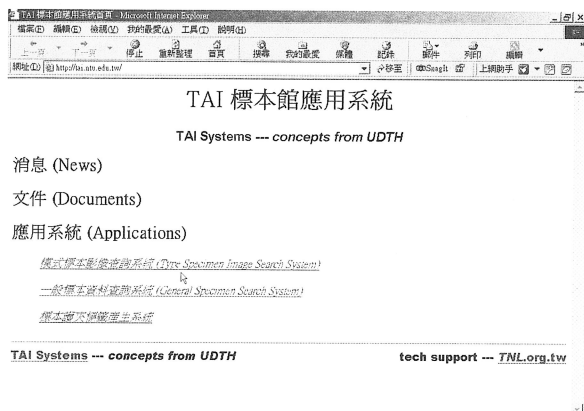 TAI 標本館應用系統首頁 - Microsoft Internet Explorer
檔案(F) 編輯(E) 檢視(V) 我的最愛(A) 工具(T) 說明(H)
上一頁 下一頁 停止 重新整理 首頁 搜尋 我的最愛 媒體 記錄 郵件 列印 編輯
網址(D) http://tai.ntu.edu.tw/ 移至 SnagIt 上網助手
TAI 標本館應用系統
TAI Systems --- concepts from UDTH
消息 (News)
文件 (Documents)
應用系統 (Applications)
模式標本影像查詢系統 (Type Specimen Image Search System)
一般標本資料查詢系統 (General Specimen Search System)
TAI Systems --- concepts from UDTH tech support --- TNL.org.tw